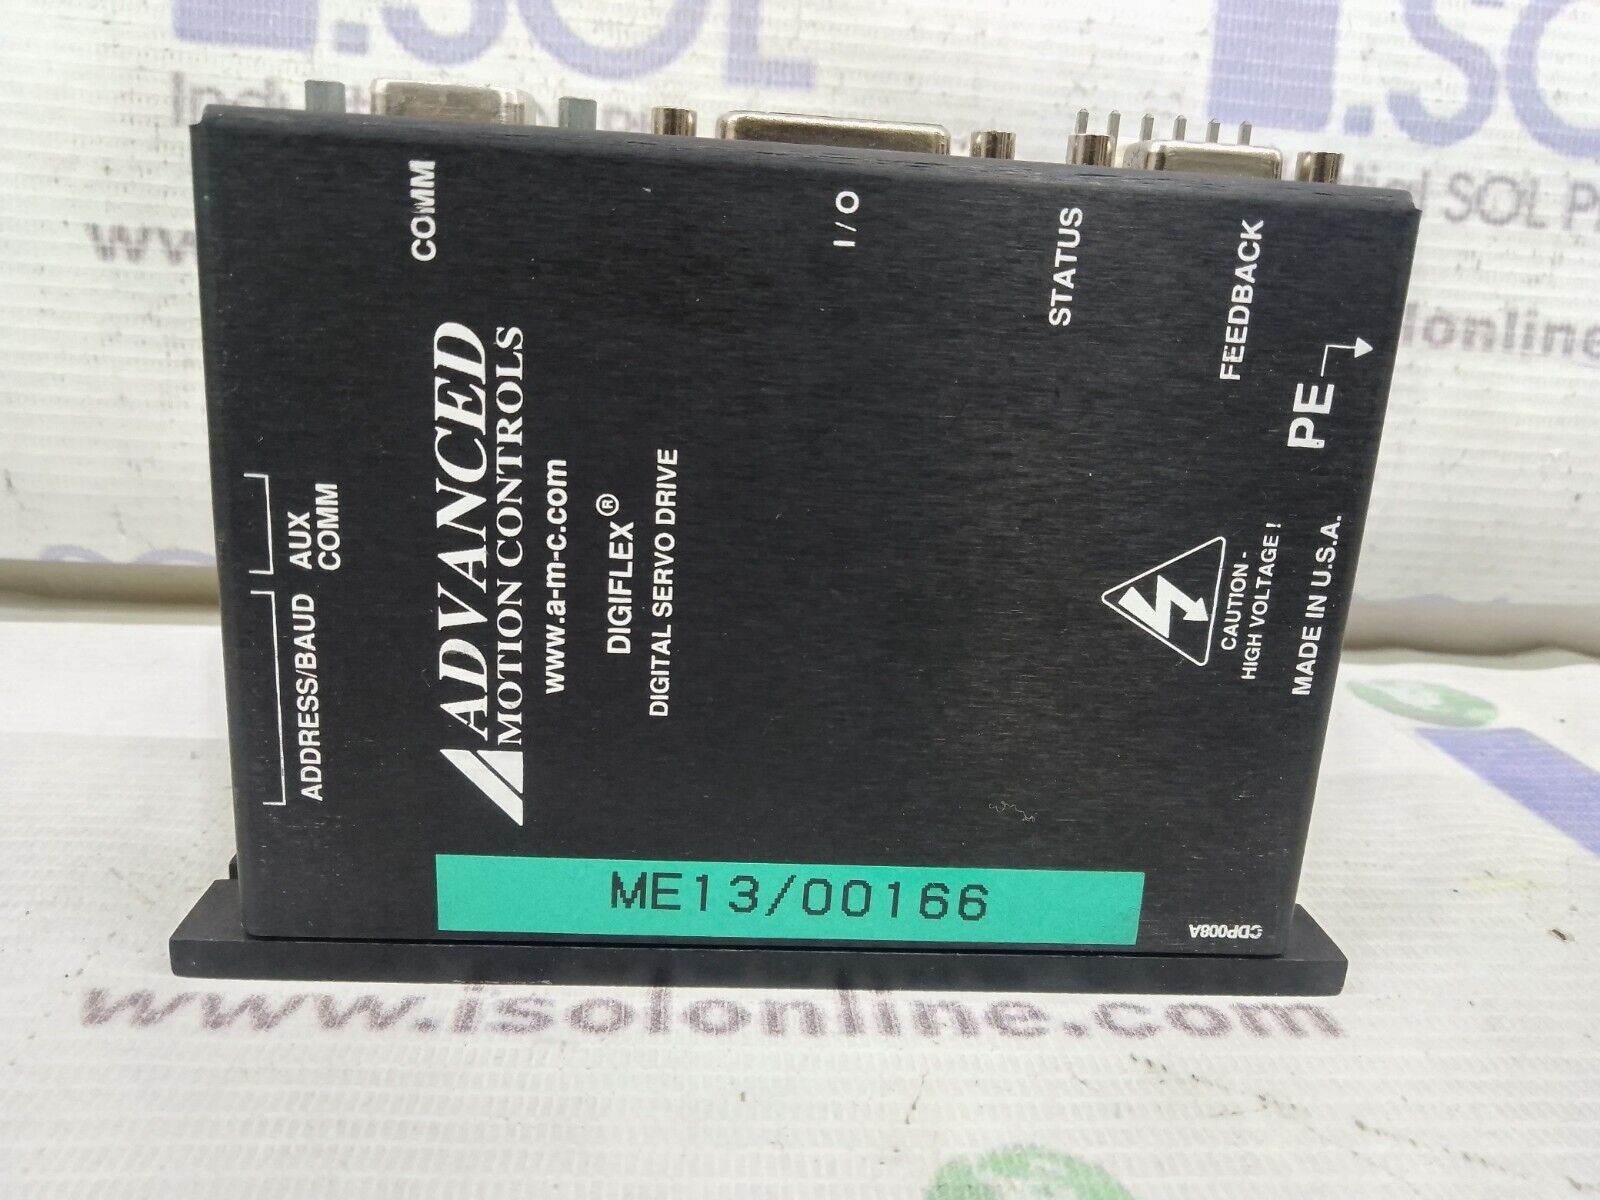 COMM
I/O
STATUS
FEEDBACK
PE
AUX
COMM
ADDRESS/BAUD
ADVANCED
MOTION CONTROLS
www.a-m-c.com
DIGIFLEX®
DIGITAL SERVO DRIVE
CAUTION -
HIGH VOLTAGE!
MADE IN U.S.A.
ME13/00166
CDP008A
www.isolonline.com